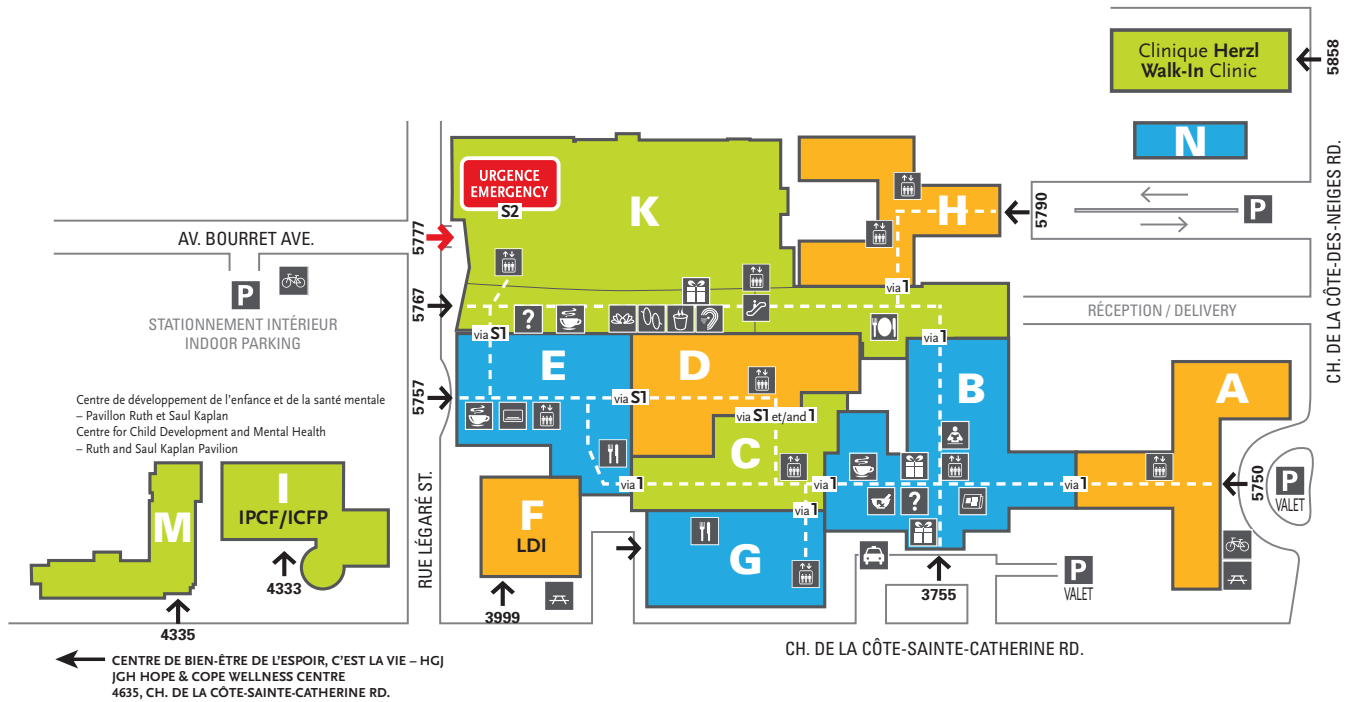 Clinique Herzl
Walk-In Clinic
5858
N
CH. DE LA CÔTE-DES-NEIGES RD.
URGENCE
EMERGENCY
S2
K
H
5790
P
5777
AV. BOURRET AVE.
P
STATIONNEMENT INTÉRIEUR
INDOOR PARKING
5767
via 1
RÉCEPTION / DELIVERY
?
via S1
via 1
E
D
B
A
5757
via S1
via S1 et/and 1
Centre de développement de l'enfance et de la santé mentale
– Pavillon Ruth et Saul Kaplan
Centre for Child Development and Mental Health
– Ruth and Saul Kaplan Pavilion
C
via 1
via 1
via 1
via 1
?
5750
P
VALET
RUE LÉGARÉ ST.
M
I
IPCF/ICFP
4333
F
LDI
G
3999
4335
3755
P
VALET
CH. DE LA CÔTE-SAINTE-CATHERINE RD.
CENTRE DE BIEN-ÊTRE DE L'ESPOIR, C'EST LA VIE – HGJ
JGH HOPE & COPE WELLNESS CENTRE
4635, CH. DE LA CÔTE-SAINTE-CATHERINE RD.